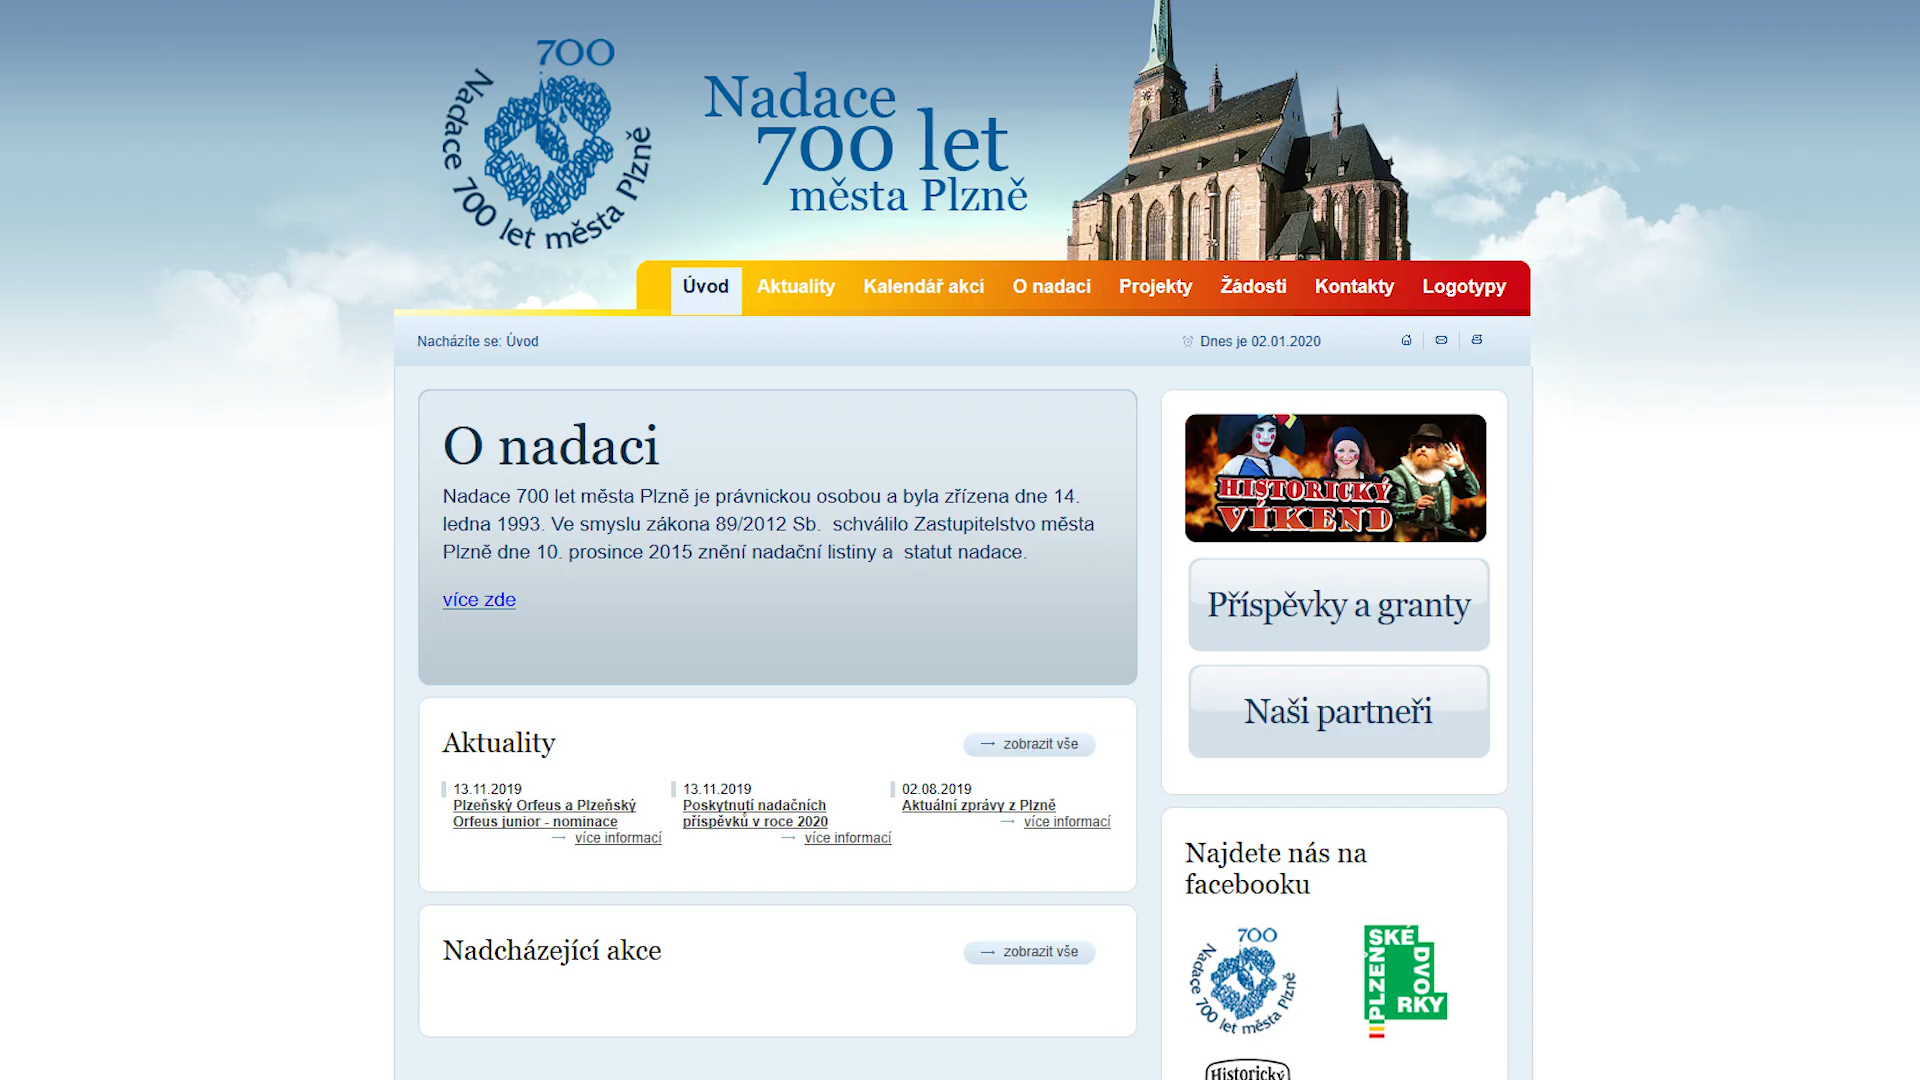 700
Nadace 700 let města Plzně
Nadace
700 let
města Plzně
Úvod
Aktuality
Kalendář akcí
O nadaci
Projekty
Žádosti
Kontakty
Logotypy
Nacházíte se: Úvod
Dnes je 02.01.2020
O nadaci
Nadace 700 let města Plzně je právnickou osobou a byla zřízena dne 14.
ledna 1993. Ve smyslu zákona 89/2012 Sb.  schválilo Zastupitelstvo města
Plzně dne 10. prosince 2015 znění nadační listiny a  statut nadace.
více zde
Aktuality
zobrazit vše
13.11.2019
Plzeňský Orfeus a Plzeňský
Orfeus junior - nominace
více informací
13.11.2019
Poskytnutí nadačních
příspěvků v roce 2020
více informací
02.08.2019
Aktuální zprávy z Plzně
více informací
Nadcházející akce
zobrazit vše
HISTORICKÝ
VÍKEND
Příspěvky a granty
Naši partneři
Najdete nás na
facebooku
700
Nadace 700 let města Plzně
PLZEŇSKÉ
DVORKY
Historický